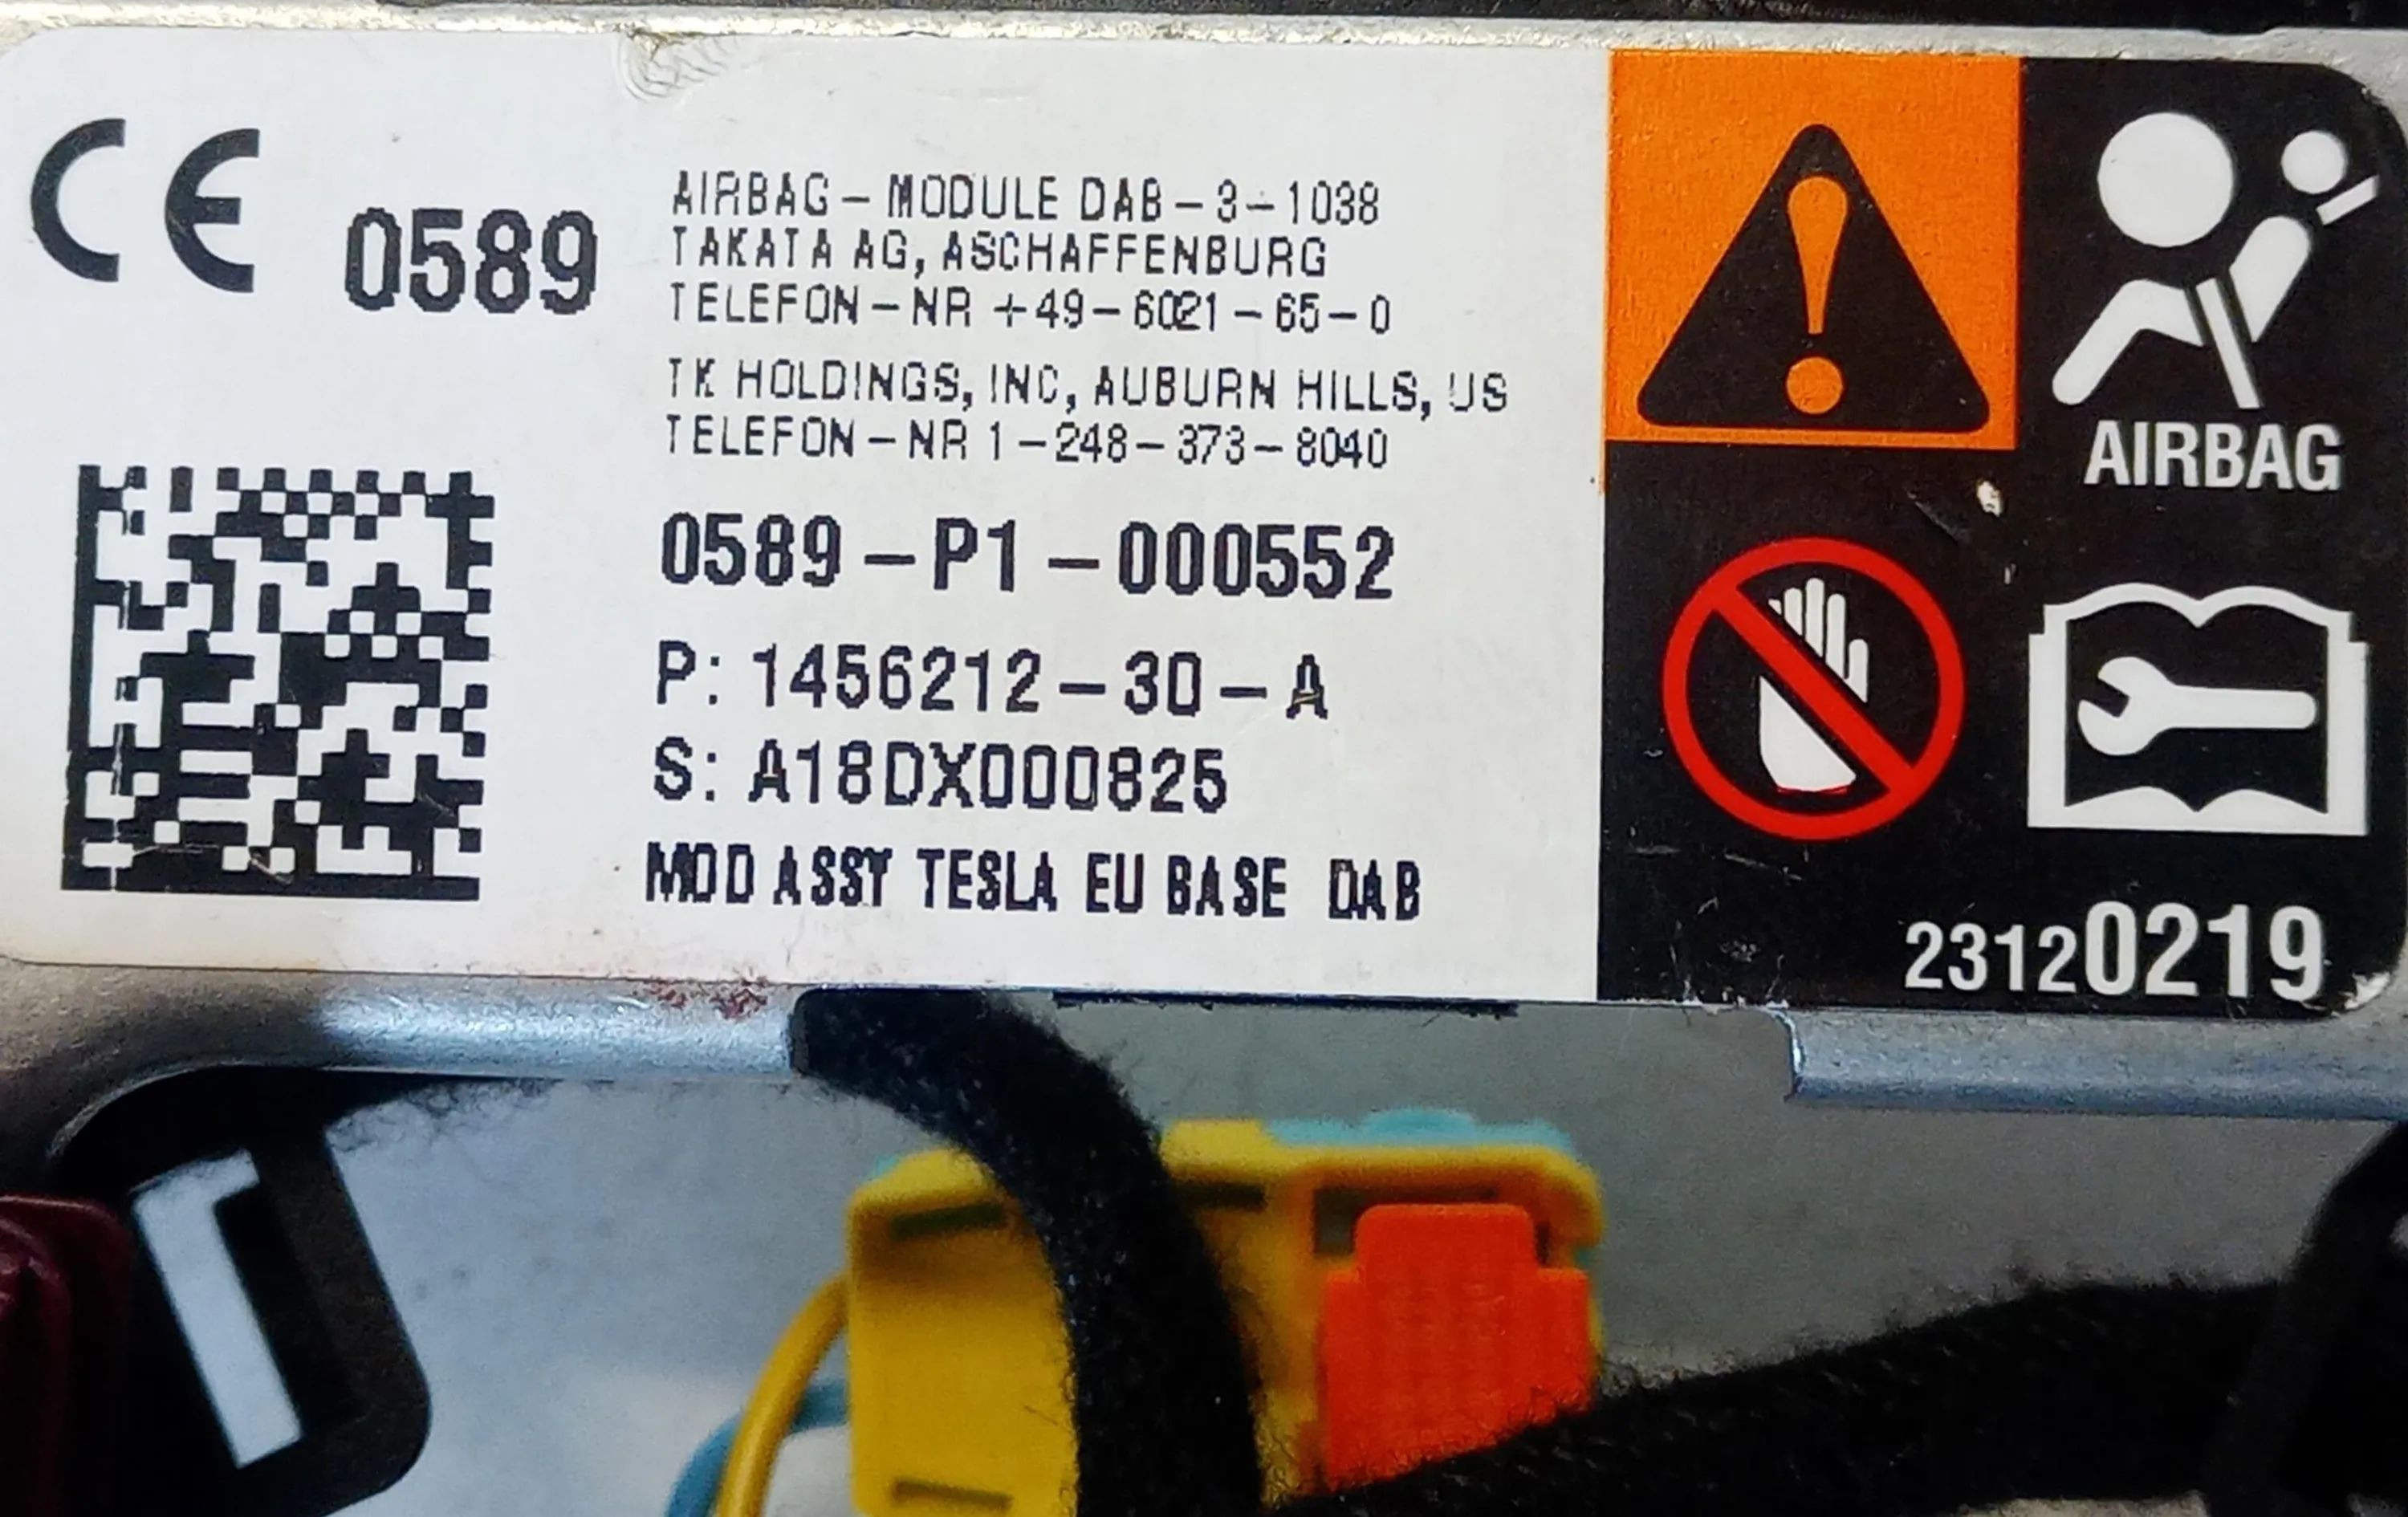 CE 0589
AIRBAG - MODULE DAB - 3 - 1038
TAKATA AG, ASCHAFFENBURG
TELEFON - NR +49 - 6021 - 65 - 0
TK HOLDINGS, INC, AUBURN HILLS, US
TELEFON - NR 1 - 248 - 373 - 8040
0589 - P1 - 000552
P: 1456212 - 30 - A
S: A18DX000825
MOD ASSY TESLA EU BASE DAB
AIRBAG
23120219